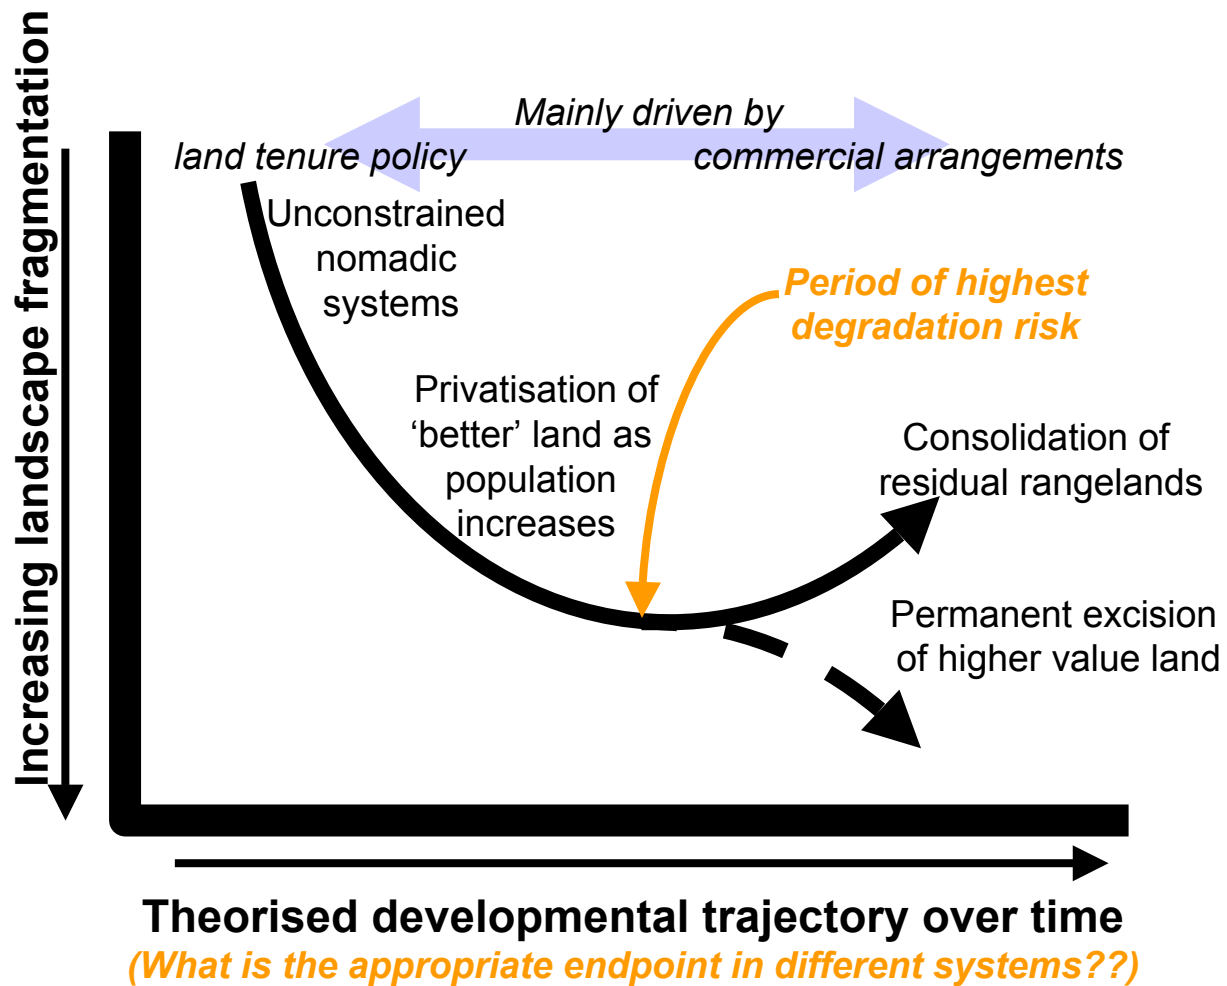 Increasing landscape fragmentation
Mainly driven by
land tenure policy
commercial arrangements
Unconstrained
nomadic
systems
Period of highest
degradation risk
Privatisation of
‘better’ land as
population
increases
Consolidation of
residual rangelands
Permanent excision
of higher value land
Theorised developmental trajectory over time
(What is the appropriate endpoint in different systems??)